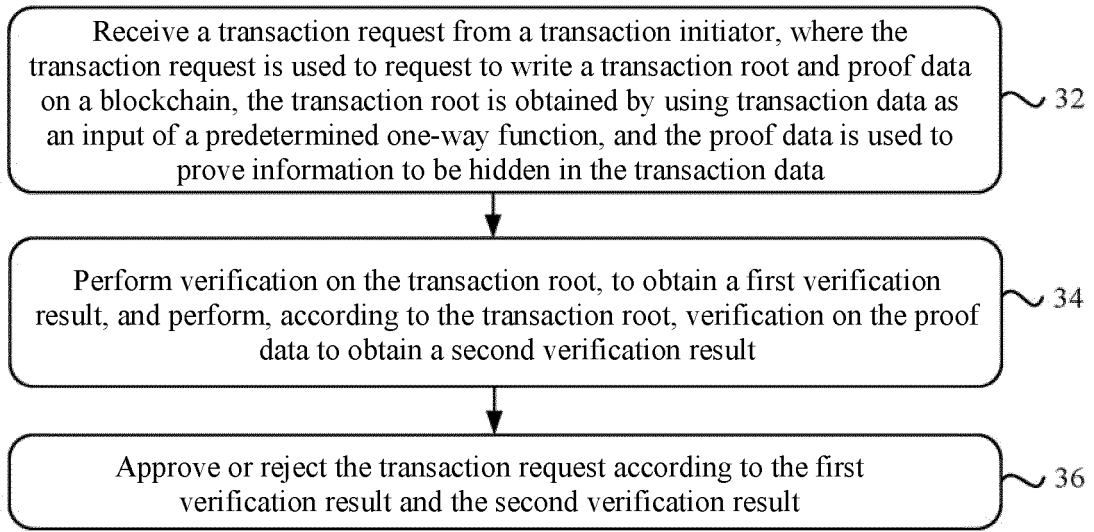 Receive a transaction request from a transaction initiator, where the
transaction request is used to request to write a transaction root and proof data
on a blockchain, the transaction root is obtained by using transaction data as
an input of a predetermined one-way function, and the proof data is used to
prove information to be hidden in the transaction data
32
Perform verification on the transaction root, to obtain a first verification
result, and perform, according to the transaction root, verification on the proof
data to obtain a second verification result
34
Approve or reject the transaction request according to the first
verification result and the second verification result
36